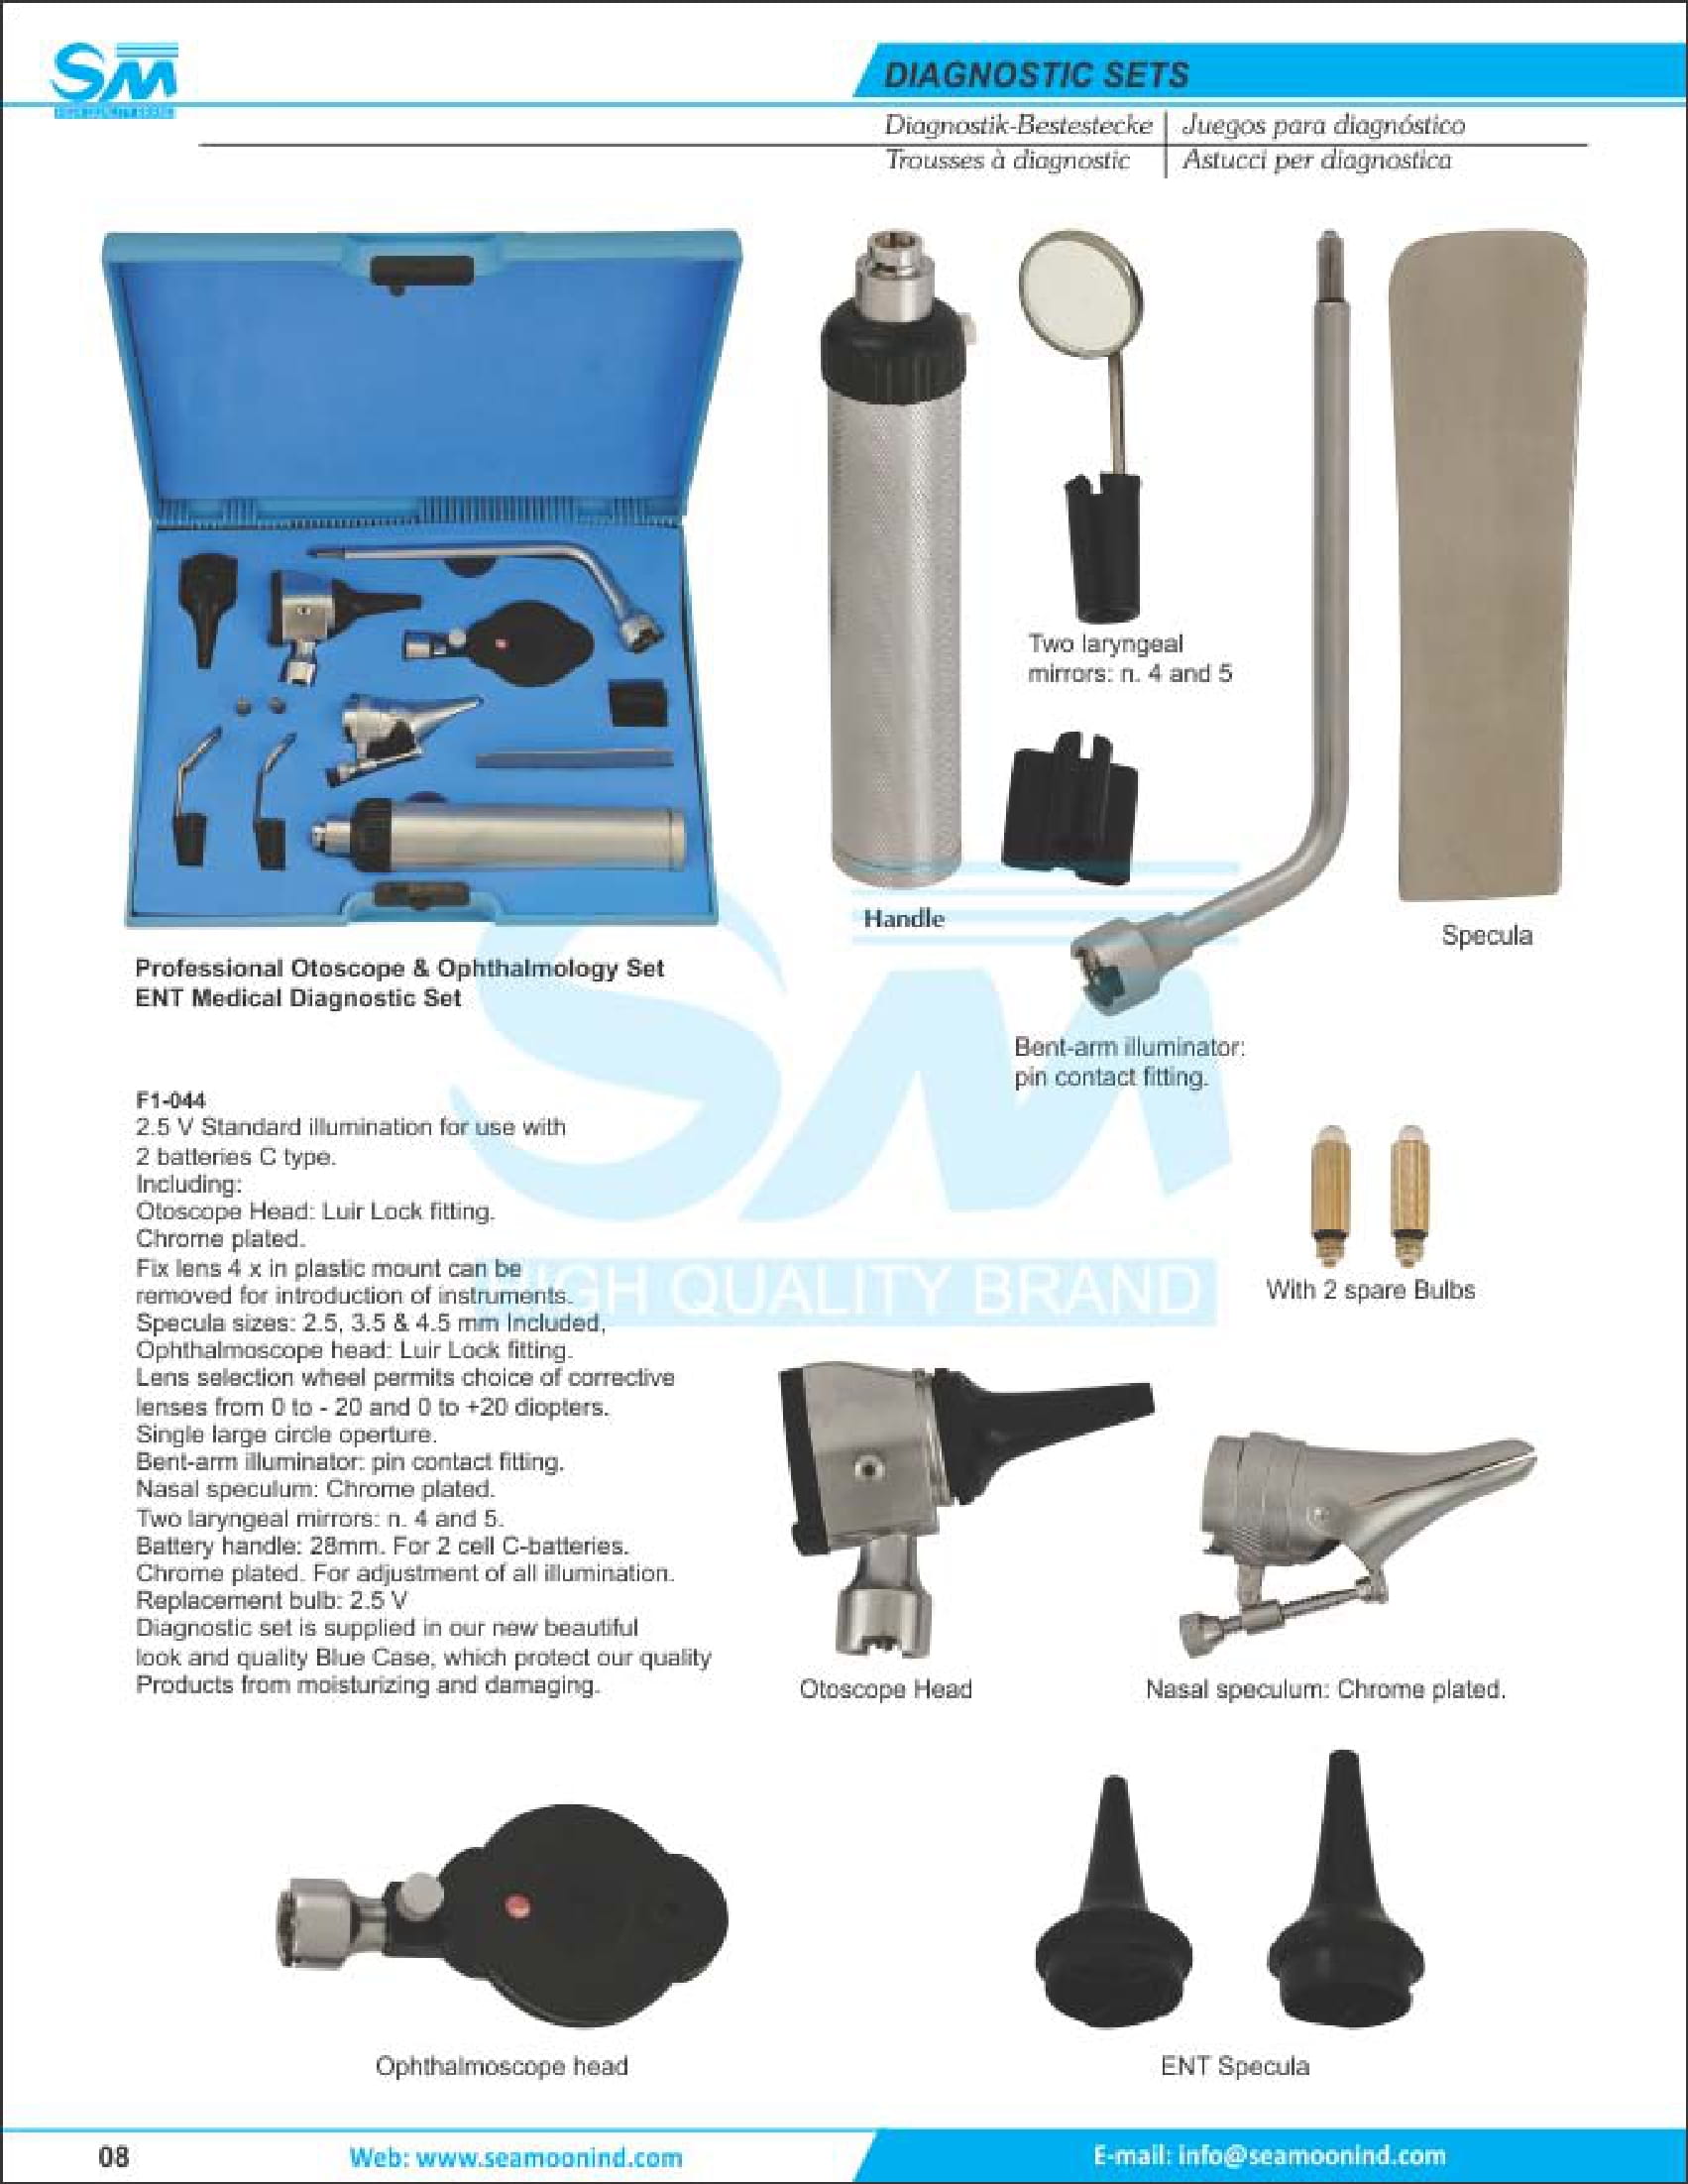 SM
DIAGNOSTIC SETS
Diagnostik-Bestestecke
Juegos para diagnóstico
Trousses à diagnostic
Astucci per diagnostica
Two laryngeal
mirrors: n. 4 and 5
Handle
Specula
Professional Otoscope & Ophthalmology Set
ENT Medical Diagnostic Set
Bent-arm illuminator:
pin contact fitting.
F1-044
2.5 V Standard illumination for use with
2 batteries C type.
Including:
Otoscope Head: Luir Lock fitting.
Chrome plated.
Fix lens 4 x in plastic mount can be
removed for introduction of instruments.
Specula sizes: 2.5, 3.5 & 4.5 mm Included,
Ophthalmoscope head: Luir Lock fitting.
Lens selection wheel permits choice of corrective
lenses from 0 to - 20 and 0 to +20 diopters.
Single large circle operture.
Bent-arm illuminator: pin contact fitting.
Nasal speculum: Chrome plated.
Two laryngeal mirrors: n. 4 and 5.
Battery handle: 28mm. For 2 cell C-batteries.
Chrome plated. For adjustment of all illumination.
Replacement bulb: 2.5 V
Diagnostic set is supplied in our new beautiful
look and quality Blue Case, which protect our quality
Products from moisturizing and damaging.
SM
HIGH QUALITY BRAND
With 2 spare Bulbs
Otoscope Head
Nasal speculum: Chrome plated.
Ophthalmoscope head
ENT Specula
08
Web: www.seamoonind.com
E-mail: info@seamoonind.com